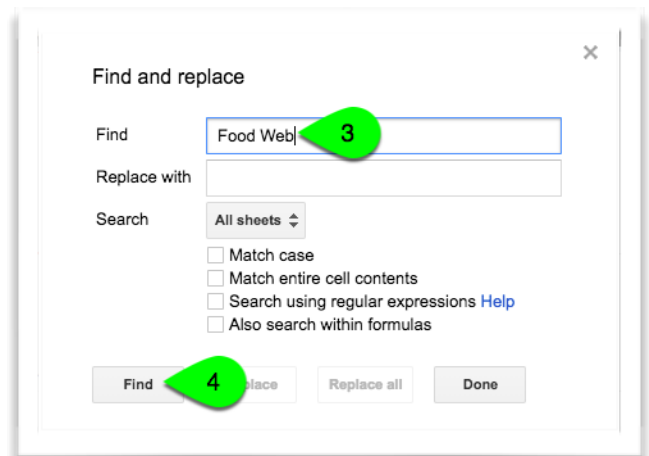 ×
Find and replace
Find Food Web 3
Replace with
Search All sheets
Match case
Match entire cell contents
Search using regular expressions Help
Also search within formulas
Find 4 place Replace all Done